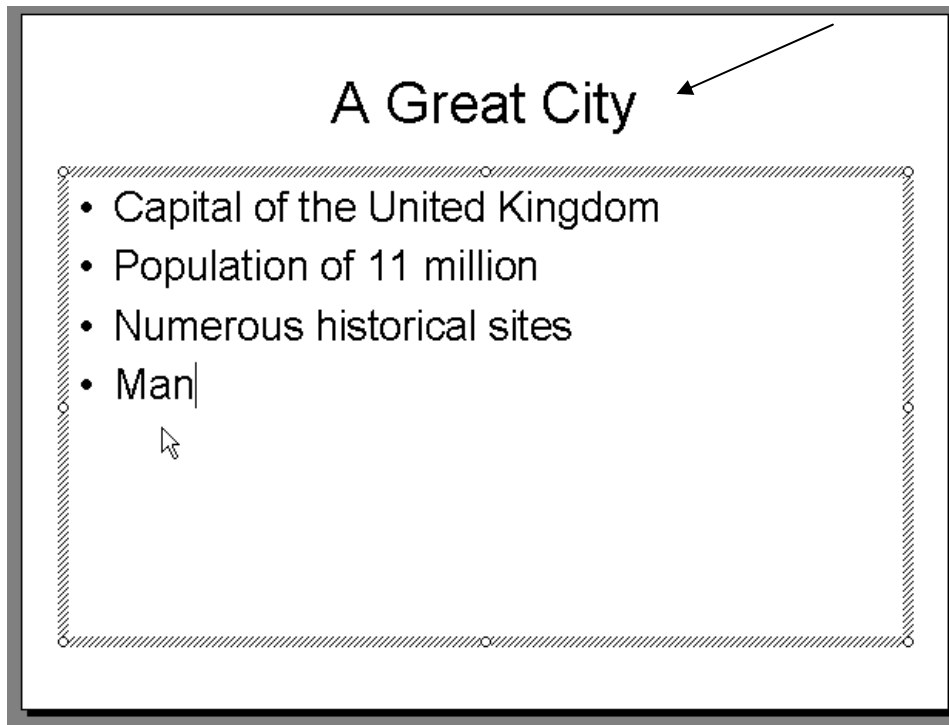 A Great City
• Capital of the United Kingdom
• Population of 11 million
• Numerous historical sites
• Man